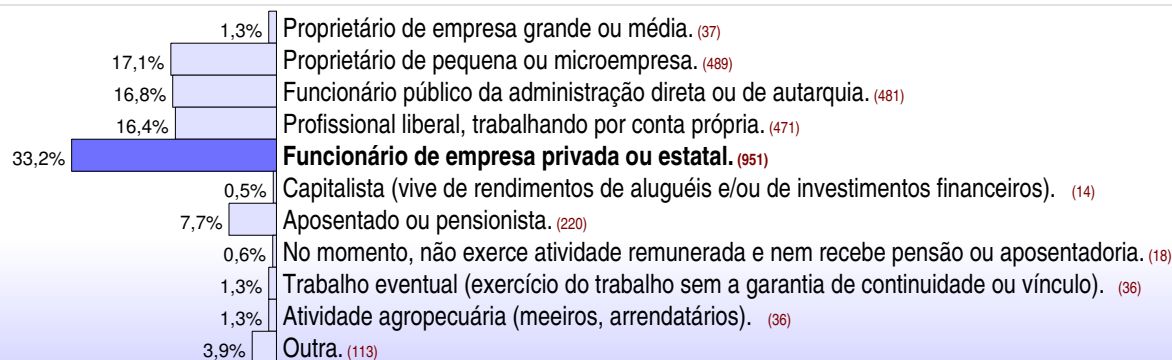 1,3% Proprietário de empresa grande ou média. (37)
17,1% Proprietário de pequena ou microempresa. (489)
16,8% Funcionário público da administração direta ou de autarquia. (481)
16,4% Profissional liberal, trabalhando por conta própria. (471)
33,2% Funcionário de empresa privada ou estatal. (951)
0,5% Capitalista (vive de rendimentos de aluguéis e/ou de investimentos financeiros). (14)
7,7% Aposentado ou pensionista. (220)
0,6% No momento, não exerce atividade remunerada e nem recebe pensão ou aposentadoria. (18)
1,3% Trabalho eventual (exercício do trabalho sem a garantia de continuidade ou vínculo). (36)
1,3% Atividade agropecuária (meeiros, arrendatários). (36)
3,9% Outra. (113)